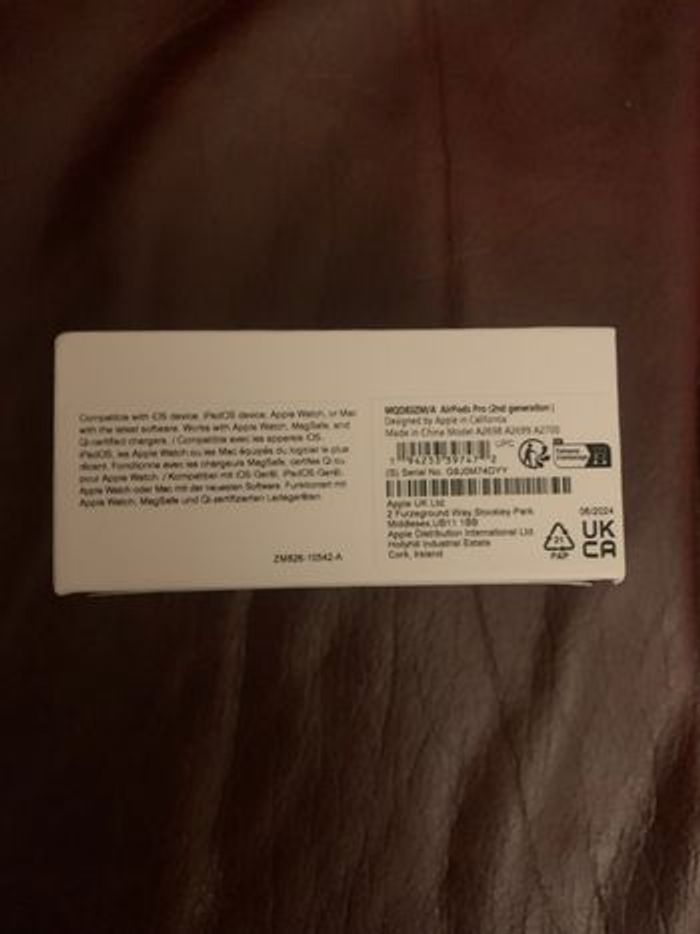 Compatible with iOS device, iPadOS device, Apple Watch, or Mac
with the latest software. Works with Apple Watch, MagSafe, and
Qi-certified chargers. / Compatible avec les appareils iOS,
iPadOS, les Apple Watch ou les Mac équipés du logiciel le plus
récent. Fonctionne avec les chargeurs MagSafe, certifiés Qi ou
pour Apple Watch. / Kompatibel mit iOS Gerät, iPadOS Gerät,
Apple Watch oder Mac mit der neuesten Software. Funktioniert mit
Apple Watch, MagSafe und Qi-zertifizierten Ladegeräten.
AirPods Pro (2nd generation)
Designed by Apple in California
Made in China Model A2698 A2699 A2700
UPC
(S) Serial No.
Apple UK Ltd
2 Furzeground Way, Stockley Park
Middlesex, UB11 1BB
Apple Distribution International Ltd.
Hollyhill Industrial Estate
Cork, Ireland
06/2024
21
PAP
UK
CA